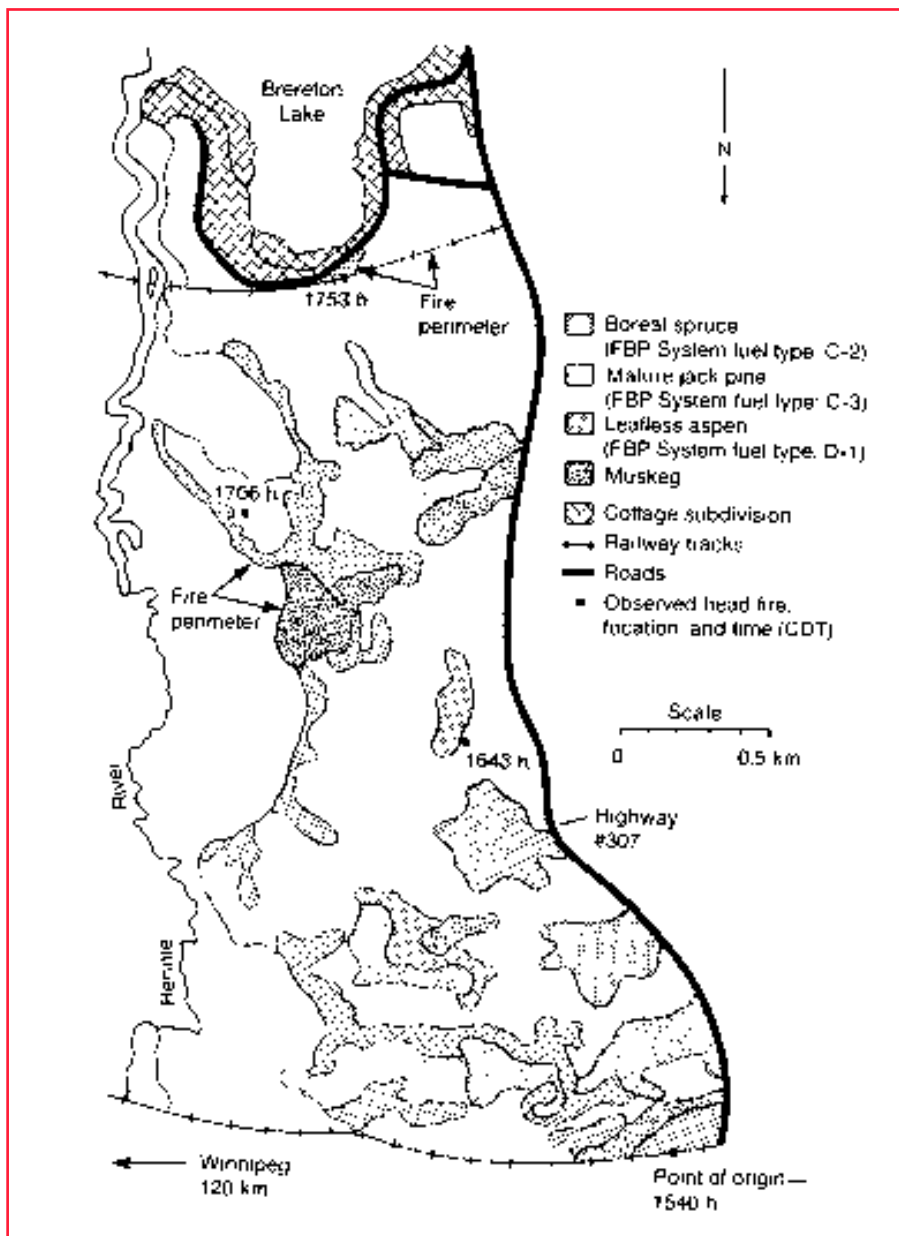 Brereton
Lake
N
1753 h
Fire
perimeter
Boreal spruce
(FBP System fuel type C-2)
Mature jack pine
(FBP System fuel type C-3)
Leafless aspen
(FBP System fuel type D-1)
Muskeg
Cottage subdivision
Railway tracks
Roads
Observed head fire,
location and time (CDT)
1706 h
Fire
perimeter
Scale
0 0.5 km
1643 h
Highway
#307
River
Rennie
Winnipeg
120 km
Point of origin—
1540 h